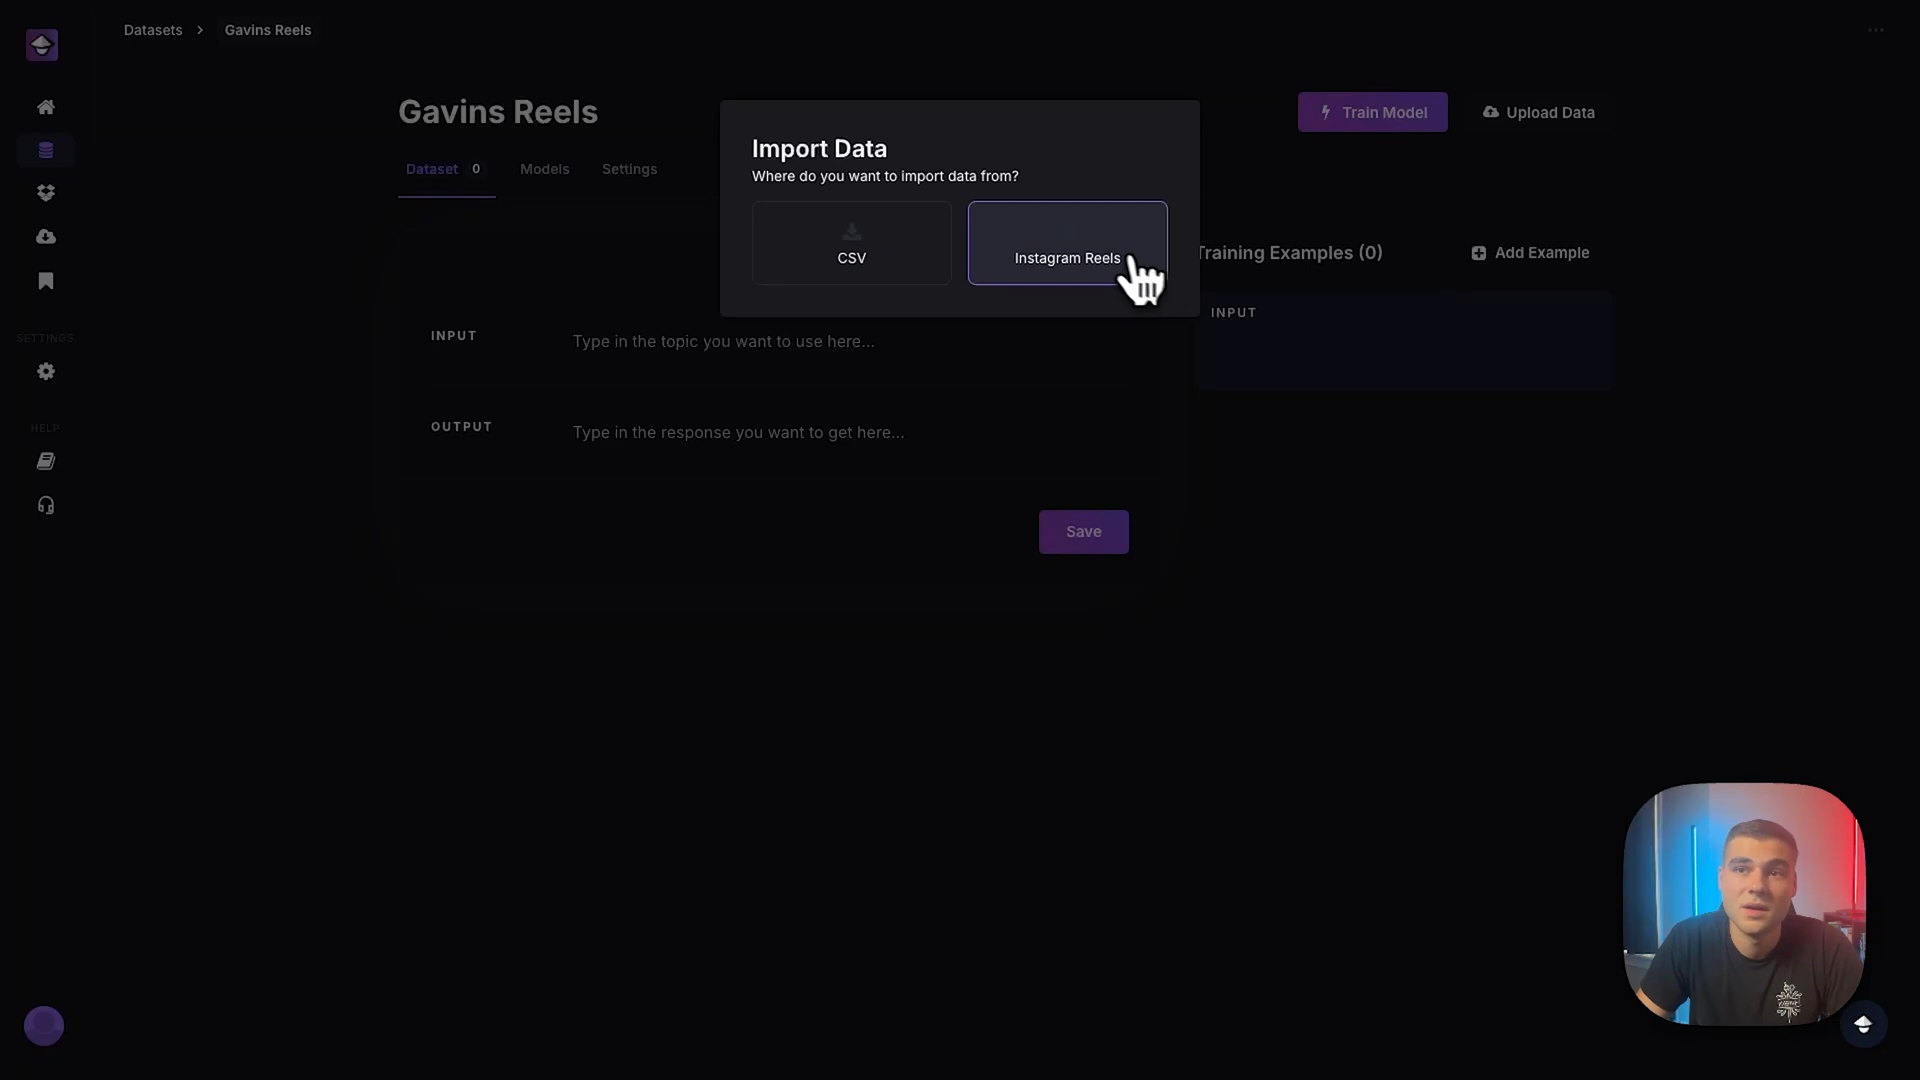 Datasets > Gavins Reels
Gavins Reels
Train Model
Upload Data
Dataset 0
Models
Settings
Import Data
Where do you want to import data from?
CSV
Instagram Reels
Training Examples (0)
Add Example
INPUT
INPUT
Type in the topic you want to use here...
OUTPUT
Type in the response you want to get here...
Save
SETTINGS
HELP